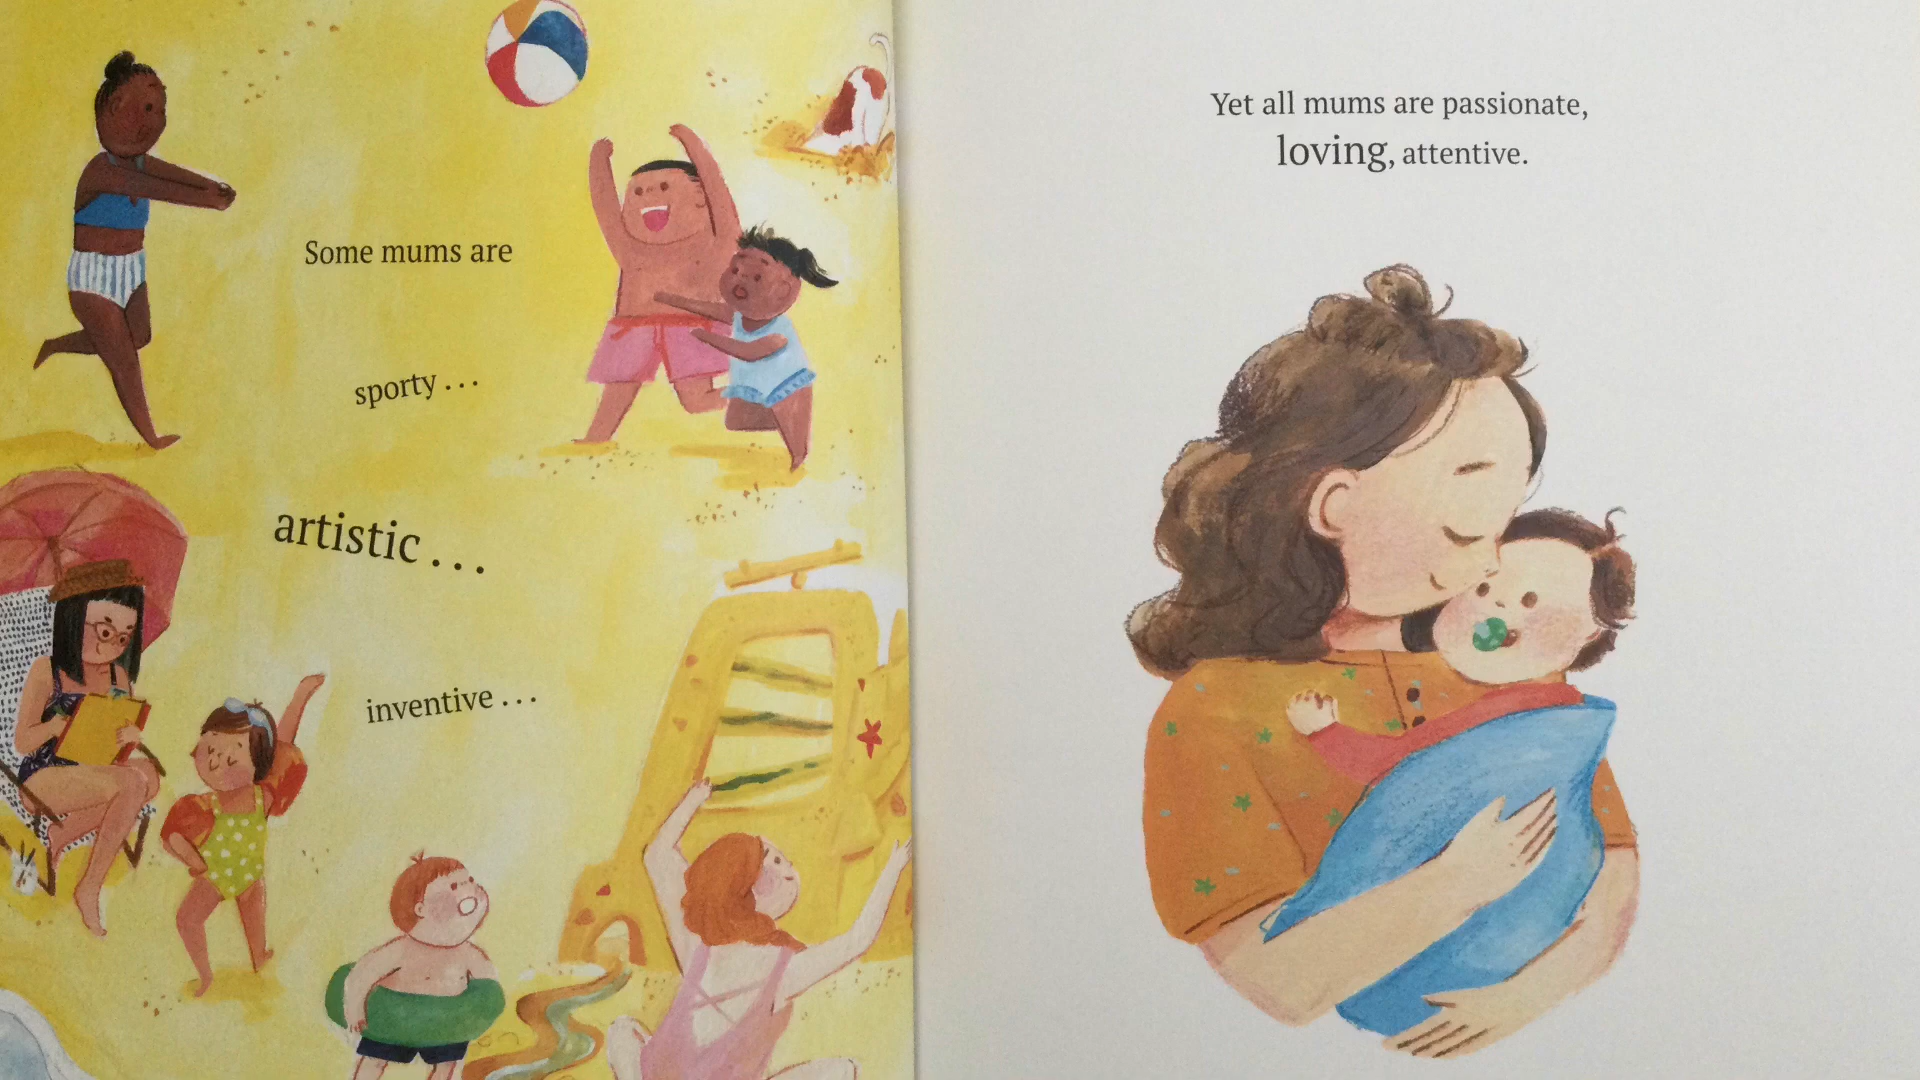 Some mums are
sporty . . .
artistic . . .
inventive . . .
Yet all mums are passionate,
loving, attentive.